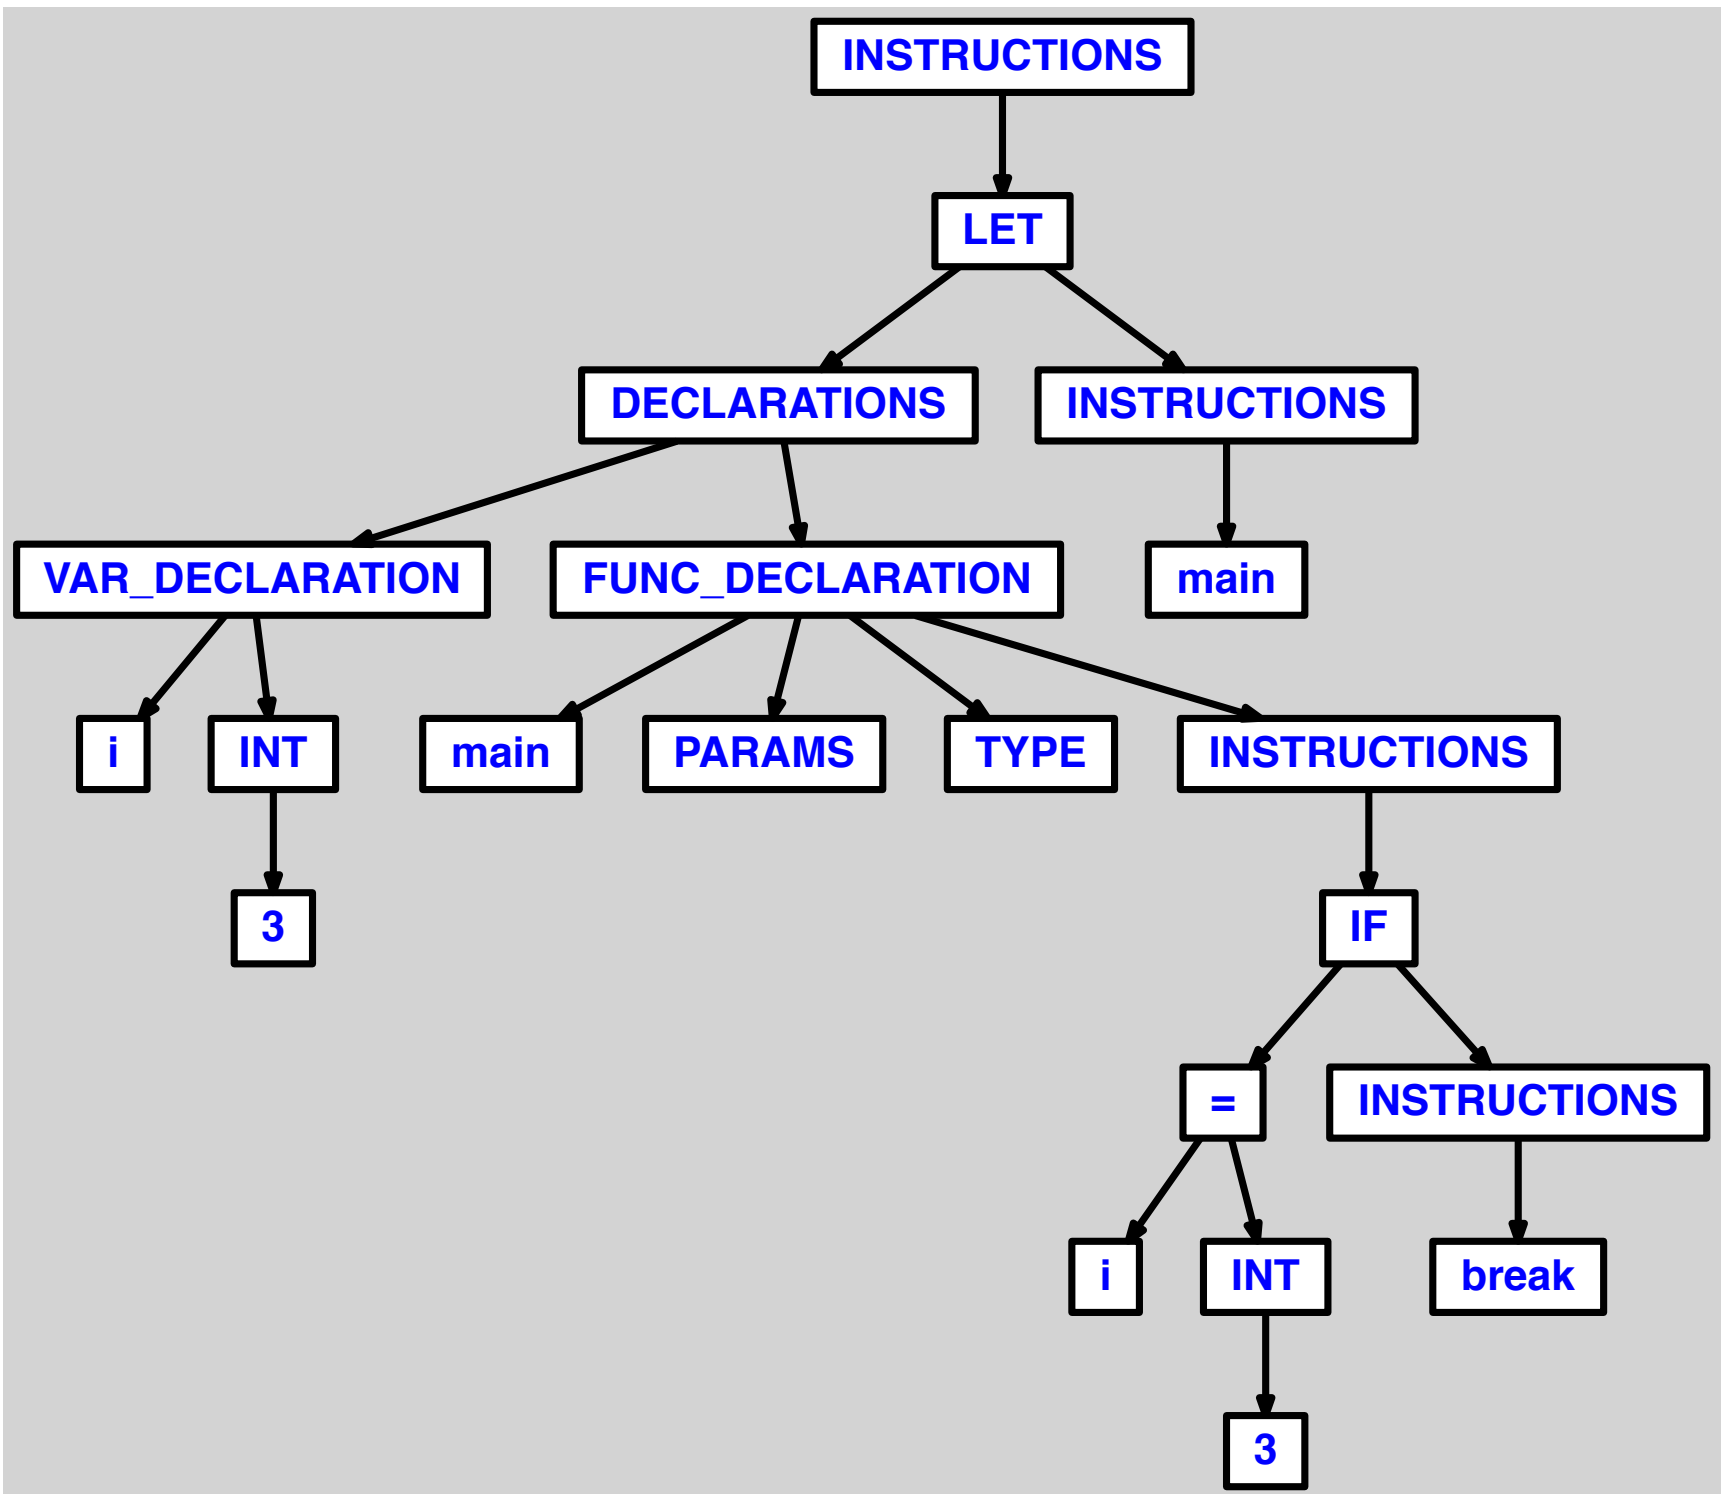 INSTRUCTIONS
LET
DECLARATIONS
INSTRUCTIONS
VAR_DECLARATION
FUNC_DECLARATION
main
i
INT
main
PARAMS
TYPE
INSTRUCTIONS
3
IF
=
INSTRUCTIONS
i
INT
break
3